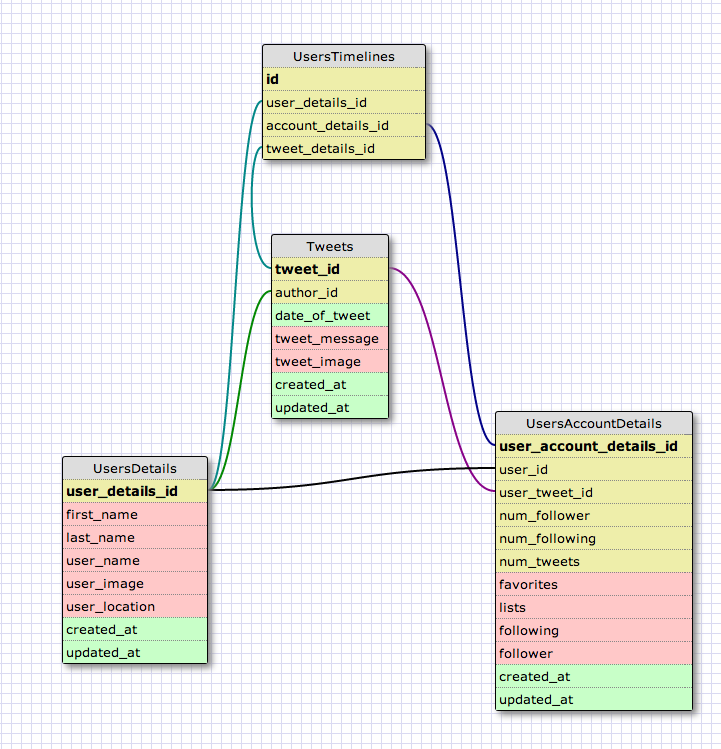 UsersTimelines
id
user_details_id
account_details_id
tweet_details_id
Tweets
tweet_id
author_id
date_of_tweet
tweet_message
tweet_image
created_at
updated_at
UsersDetails
user_details_id
first_name
last_name
user_name
user_image
user_location
created_at
updated_at
UsersAccountDetails
user_account_details_id
user_id
user_tweet_id
num_follower
num_following
num_tweets
favorites
lists
following
follower
created_at
updated_at